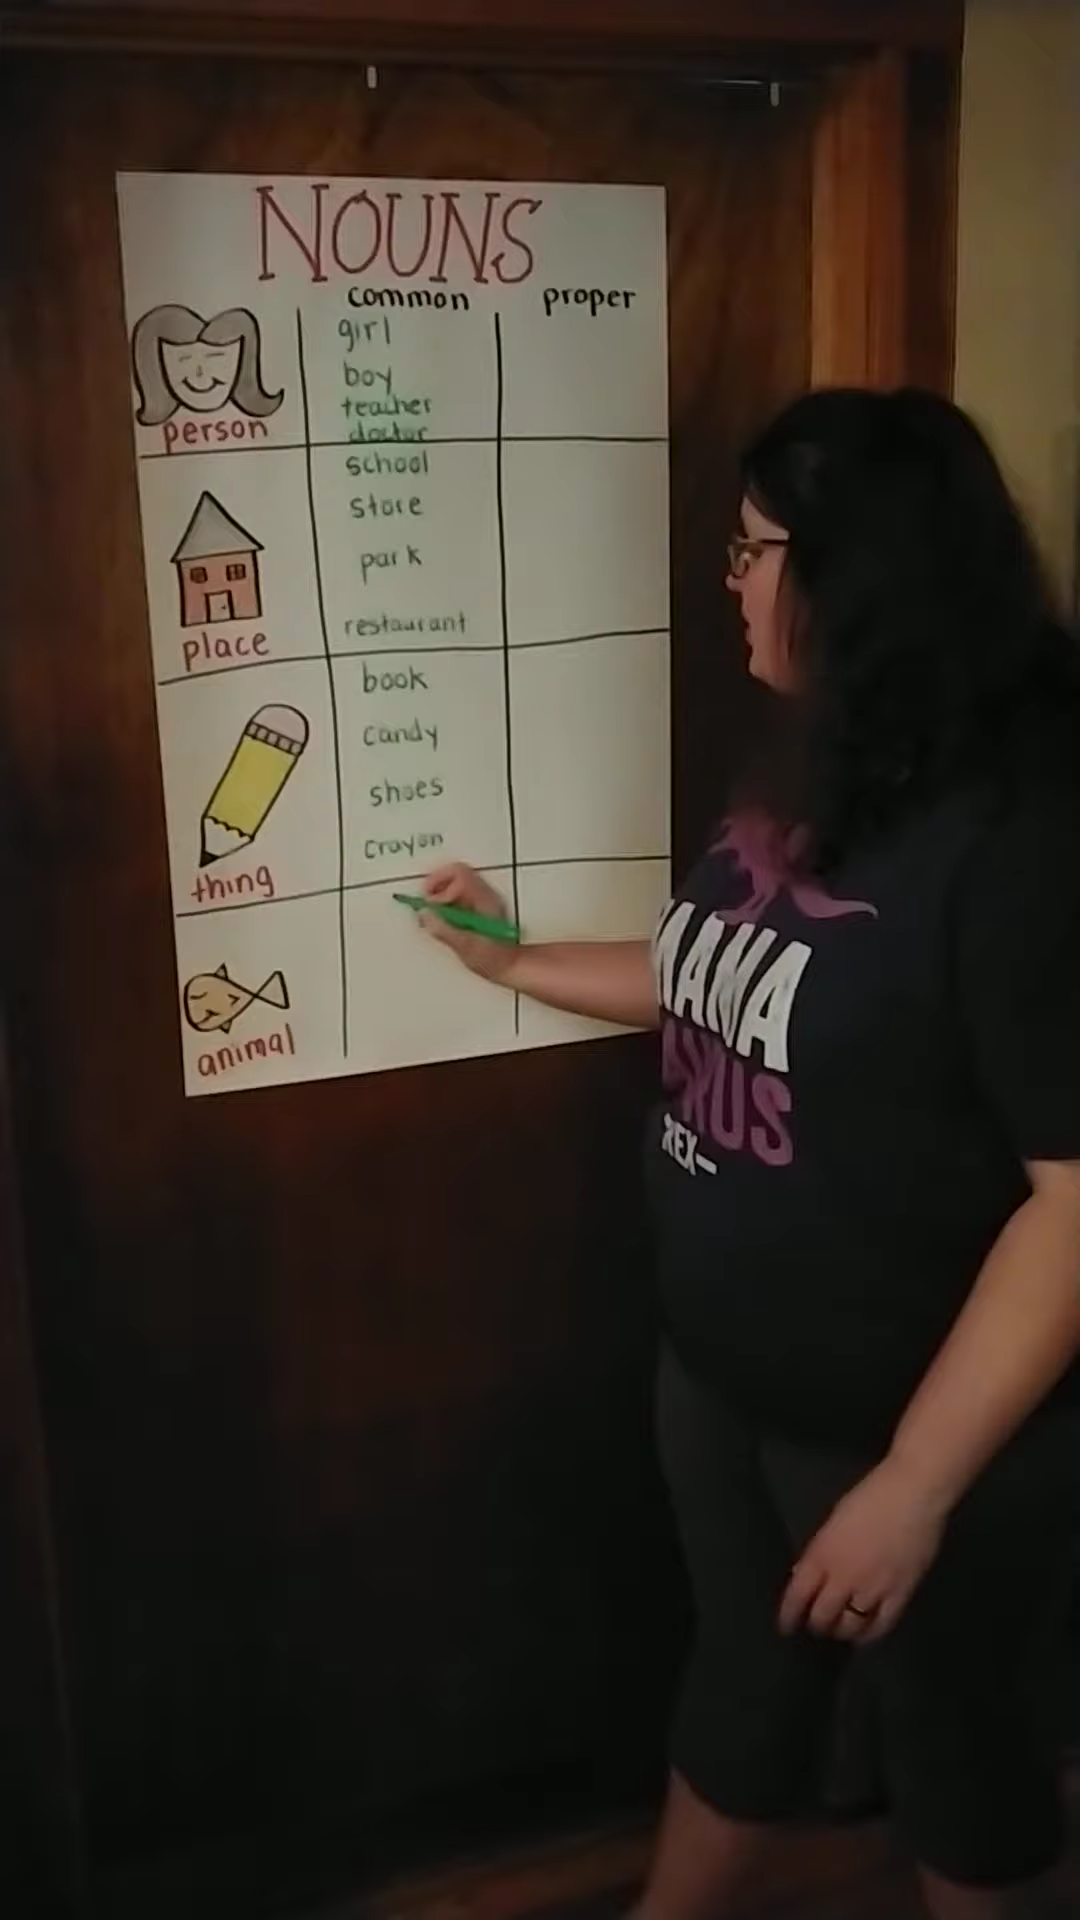 NOUNS
common proper
girl
boy
teacher
doctor
person
school
store
park
restaurant
place
book
candy
shoes
crayon
thing
animal
MANA
REX-